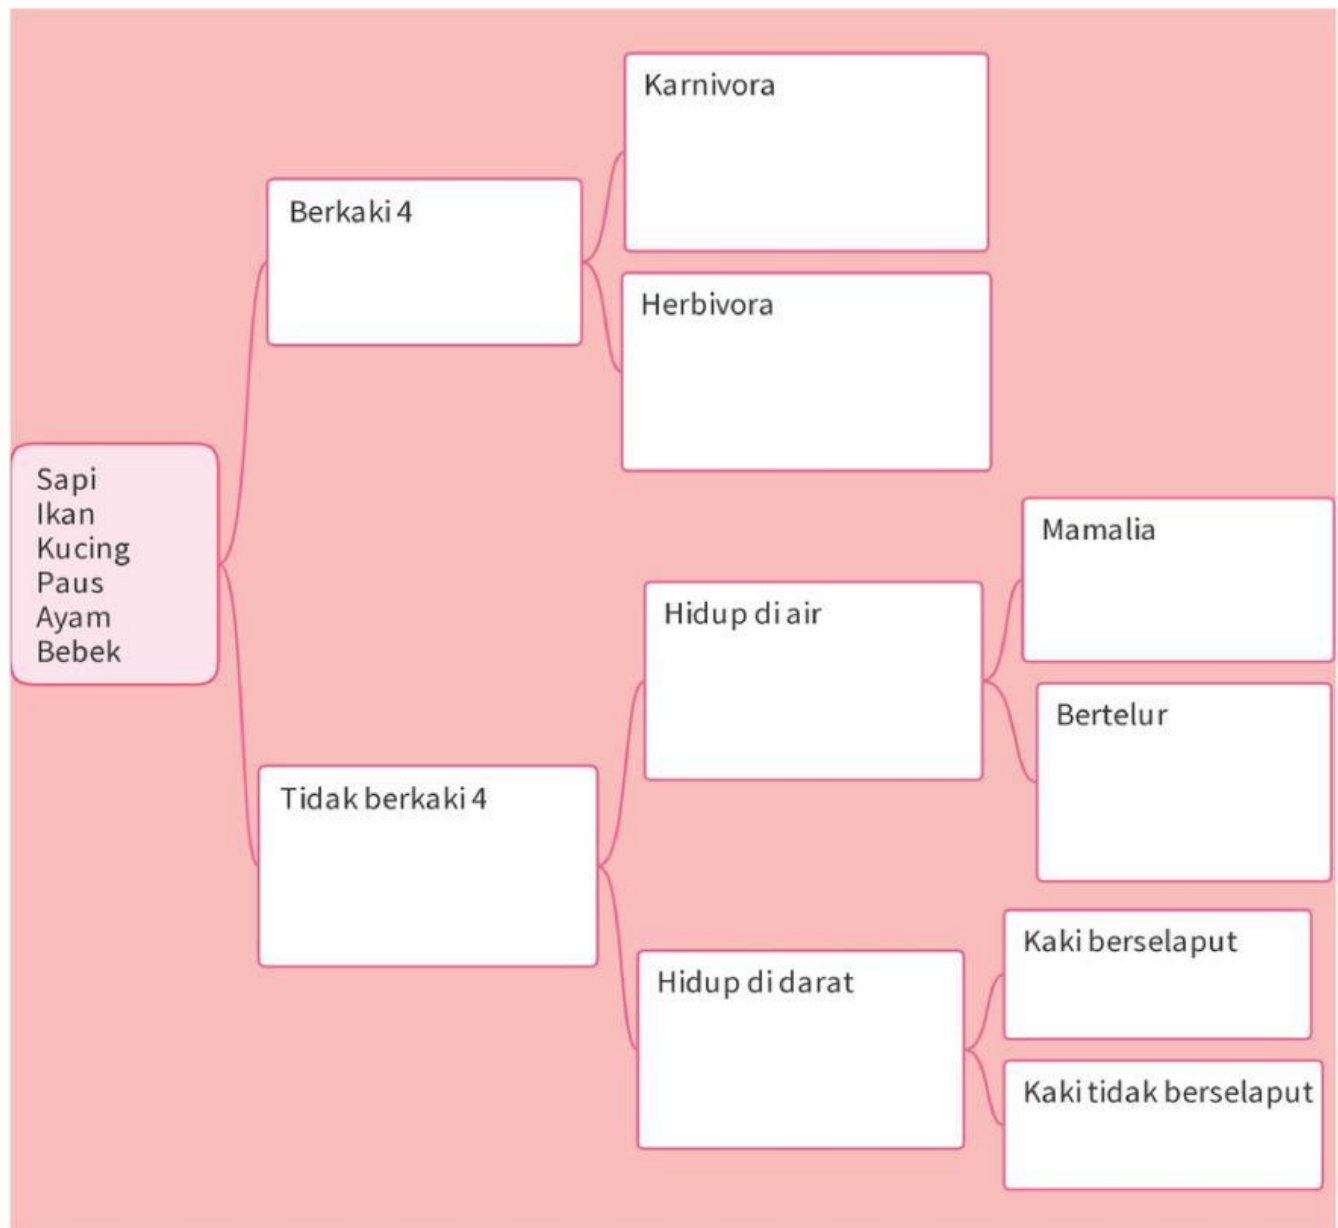 Karnivora
Berkaki 4
Herbivora
Sapi
Ikan
Kucing
Paus
Ayam
Bebek
Mamalia
Hidup di air
Bertelur
Tidak berkaki 4
Kaki berselaput
Hidup di darat
Kaki tidak berselaput